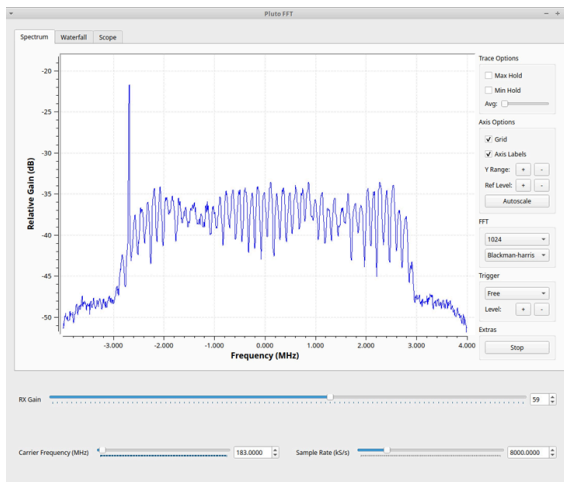 Pluto FFT
Spectrum Waterfall Scope
Trace Options
Max Hold
Min Hold
Avg:
Axis Options
Grid
Axis Labels
Y Range: + -
Ref Level: + -
Autoscale
FFT
1024
Blackman-harris
Trigger
Free
Level: + -
Extras
Stop
Relative Gain (dB)
-20
-25
-30
-35
-40
-45
-50
-3.000 -2.000 -1.000 0.000 1.000 2.000 3.000 4.000
Frequency (MHz)
RX Gain 59
Carrier Frequency (MHz) 183.0000 Sample Rate (kS/s) 8000.0000